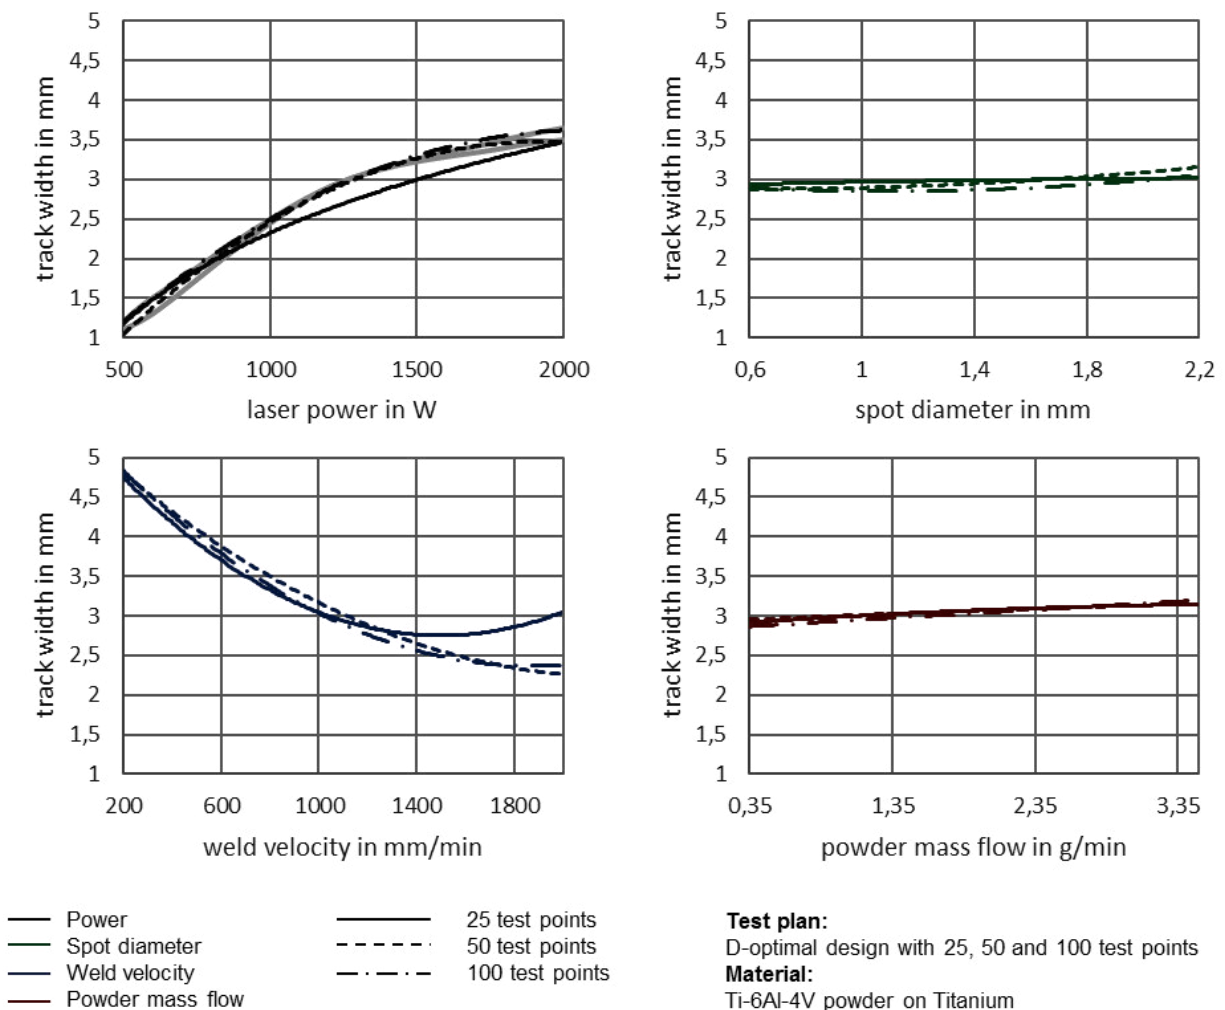 5
4,5
4
3,5
3
2,5
2
1,5
1
track width in mm
500 1000 1500 2000
laser power in W
5
4,5
4
3,5
3
2,5
2
1,5
1
track width in mm
0,6 1 1,4 1,8 2,2
spot diameter in mm
5
4,5
4
3,5
3
2,5
2
1,5
1
track width in mm
200 600 1000 1400 1800
weld velocity in mm/min
5
4,5
4
3,5
3
2,5
2
1,5
1
track width in mm
0,35 1,35 2,35 3,35
powder mass flow in g/min
Power
Spot diameter
Weld velocity
Powder mass flow
25 test points
50 test points
100 test points
Test plan:
D-optimal design with 25, 50 and 100 test points
Material:
Ti-6Al-4V powder on Titanium